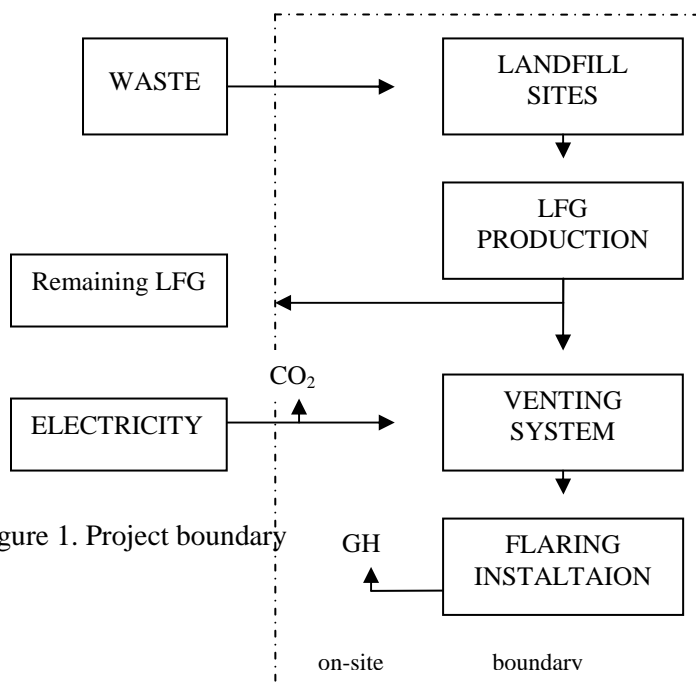 WASTE
LANDFILL
SITES
LFG
PRODUCTION
Remaining LFG
CO₂
ELECTRICITY
VENTING
SYSTEM
gure 1. Project boundary
GH
FLARING
INSTALTAION
on-site boundary